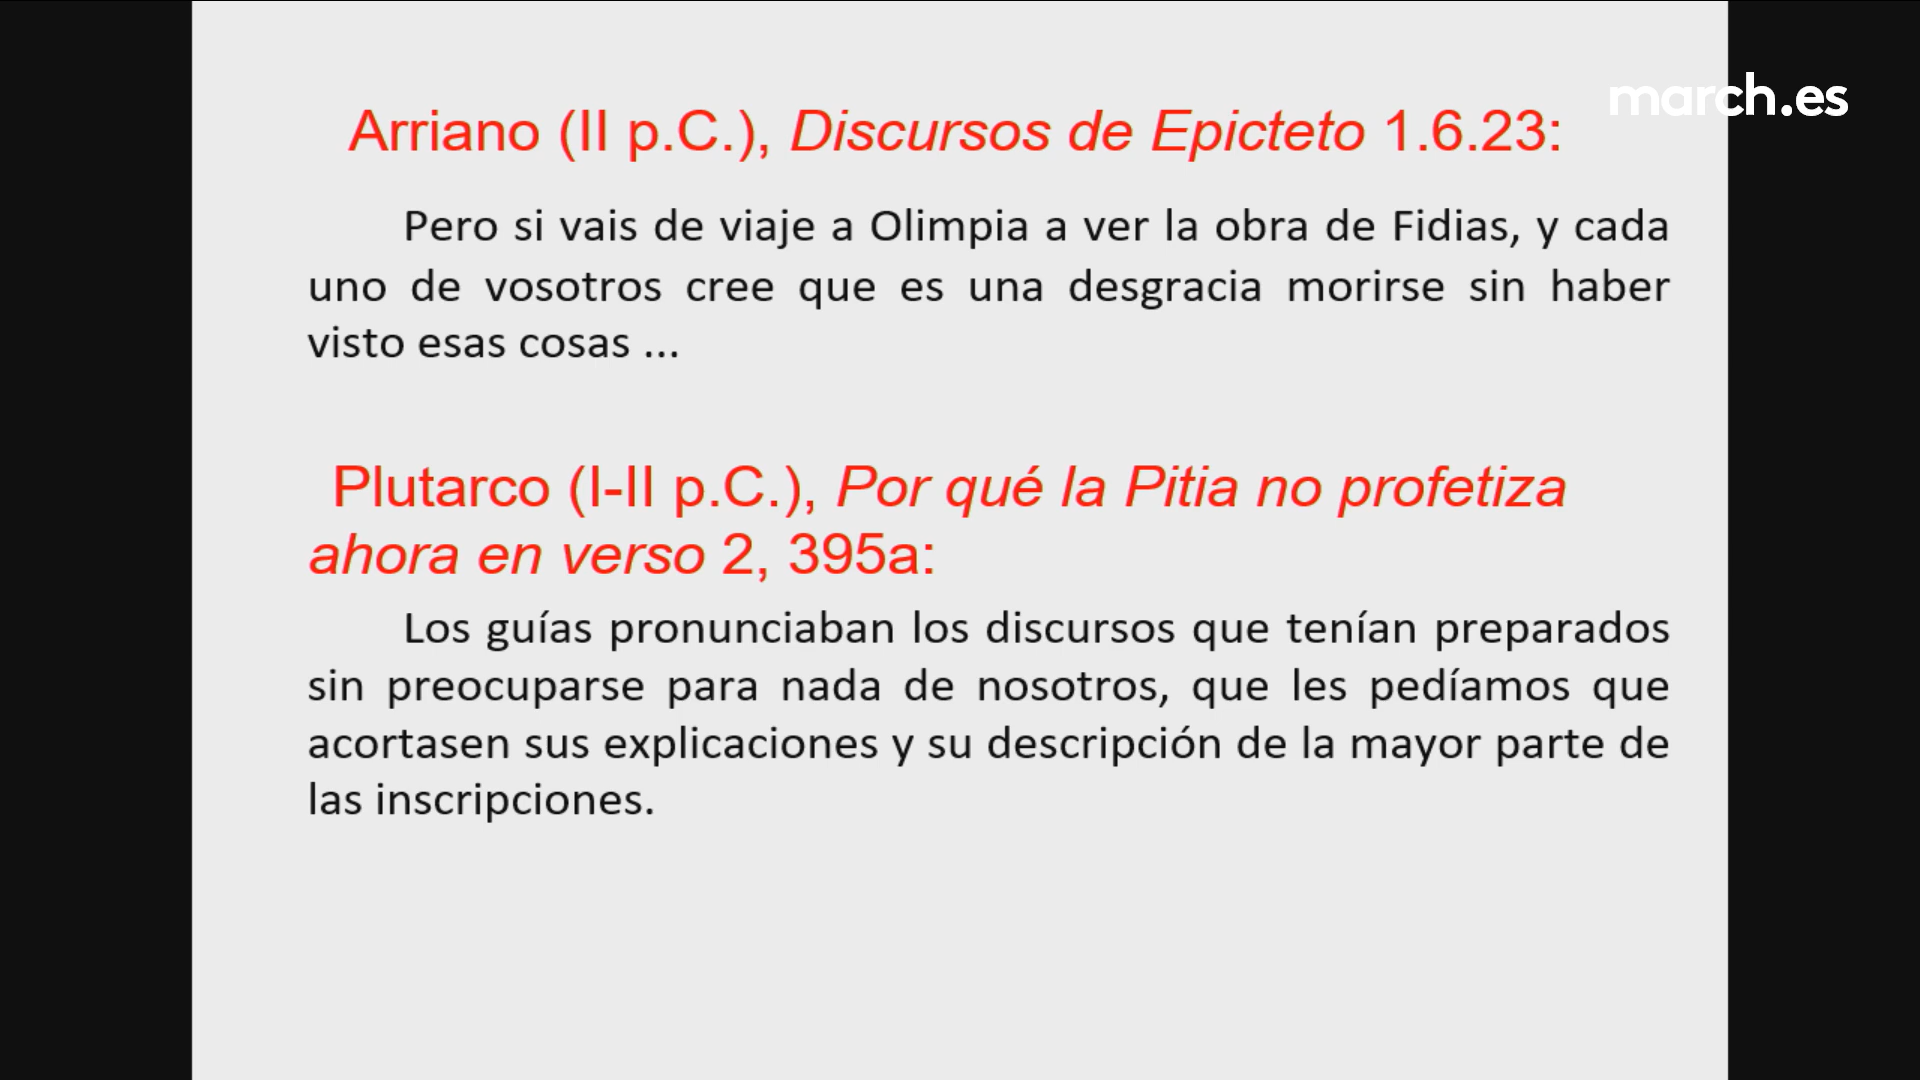 march.es
Arriano (II p.C.), Discursos de Epicteto 1.6.23:
Pero si vais de viaje a Olimpia a ver la obra de Fidias, y cada
uno de vosotros cree que es una desgracia morirse sin haber
visto esas cosas ...
Plutarco (I-II p.C.), Por qué la Pitia no profetiza
ahora en verso 2, 395a:
Los guías pronunciaban los discursos que tenían preparados
sin preocuparse para nada de nosotros, que les pedíamos que
acortasen sus explicaciones y su descripción de la mayor parte de
las inscripciones.